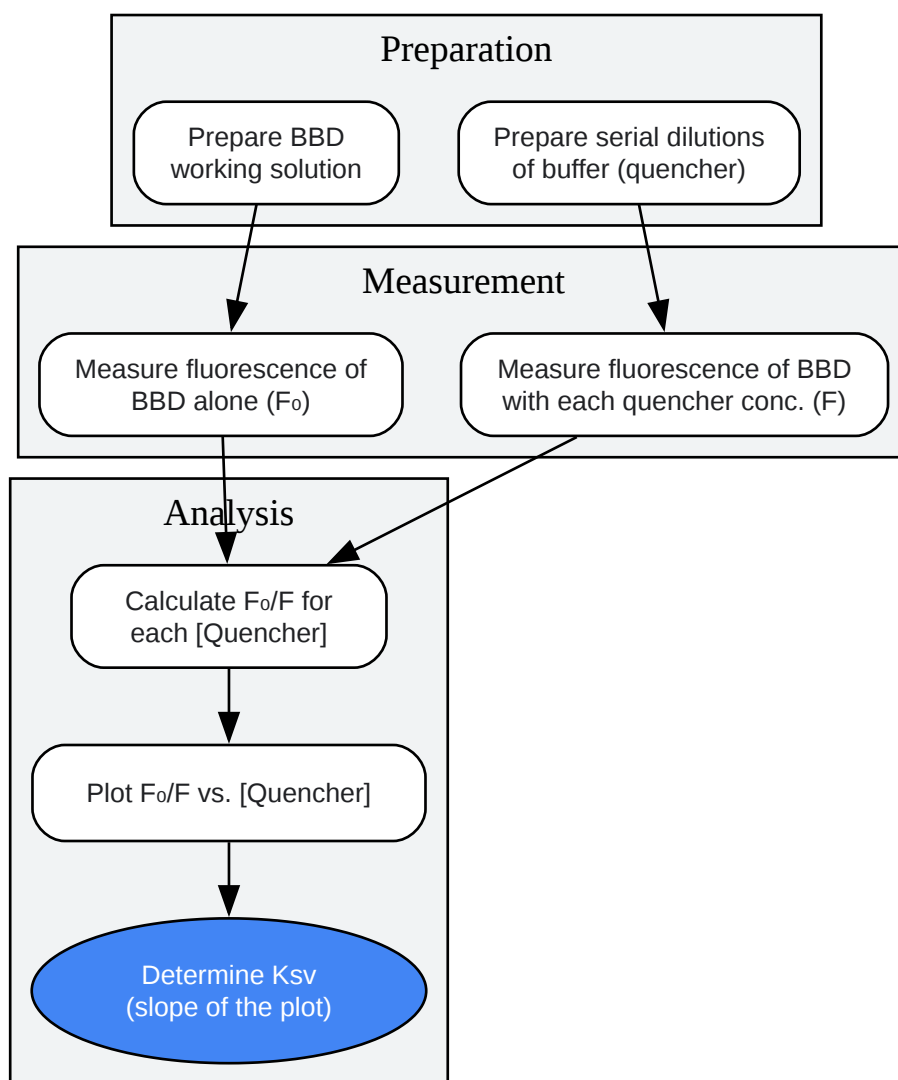 Preparation
Prepare BBD
working solution
Prepare serial dilutions
of buffer (quencher)
Measurement
Measure fluorescence of
BBD alone (F₀)
Measure fluorescence of BBD
with each quencher conc. (F)
Analysis
Calculate F₀/F for
each [Quencher]
Plot F₀/F vs. [Quencher]
Determine Ksv
(slope of the plot)